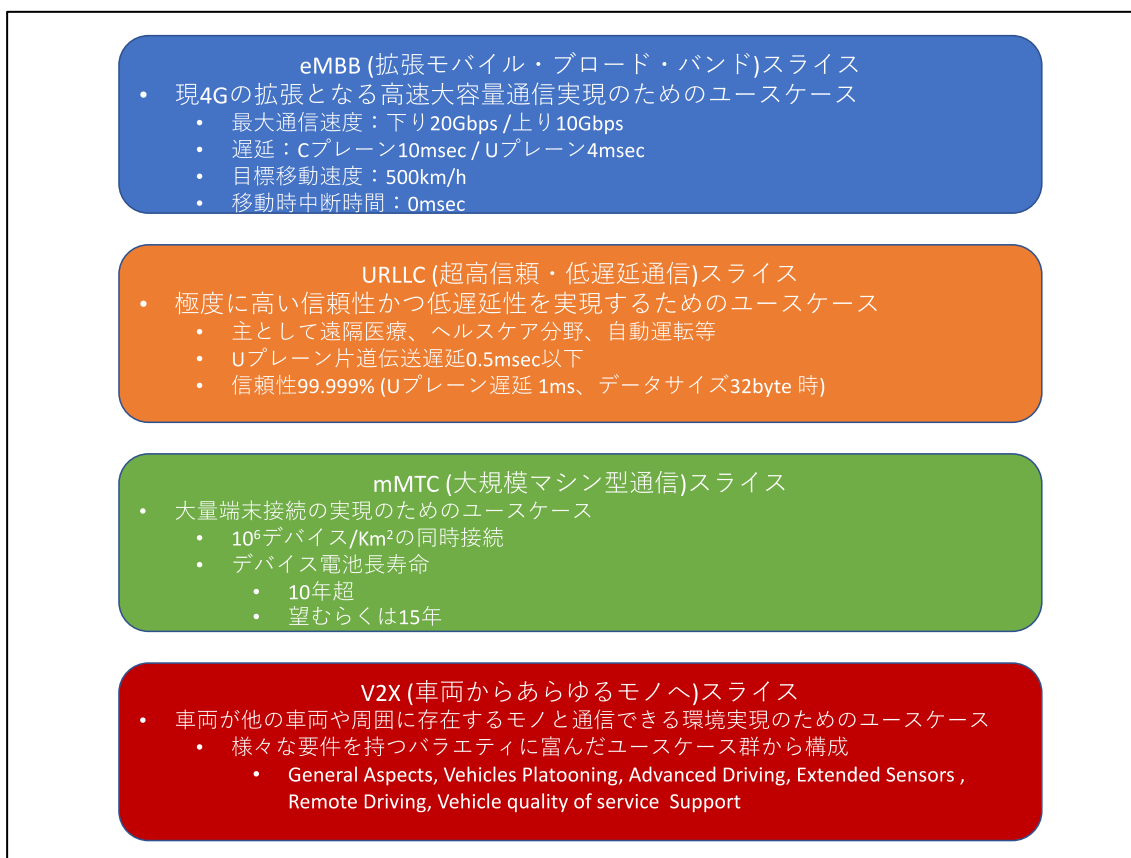 eMBB (拡張モバイル・ブロード・バンド)スライス
• 現4Gの拡張となる高速大容量通信実現のためのユースケース
• 最大通信速度：下り20Gbps /上り10Gbps
• 遅延：Cプレーン10msec / Uプレーン4msec
• 目標移動速度：500km/h
• 移動時中断時間：0msec
URLLC (超高信頼・低遅延通信)スライス
• 極度に高い信頼性かつ低遅延性を実現するためのユースケース
• 主として遠隔医療、ヘルスケア分野、自動運転等
• Uプレーン片道伝送遅延0.5msec以下
• 信頼性99.999% (Uプレーン遅延 1ms、データサイズ32byte 時)
mMTC (大規模マシン型通信)スライス
• 大量端末接続の実現のためのユースケース
• 10⁶デバイス/Km²の同時接続
• デバイス電池長寿命
• 10年超
• 望むらくは15年
V2X (車両からあらゆるモノへ)スライス
• 車両が他の車両や周囲に存在するモノと通信できる環境実現のためのユースケース
• 様々な要件を持つバラエティに富んだユースケース群から構成
• General Aspects, Vehicles Platooning, Advanced Driving, Extended Sensors ,
Remote Driving, Vehicle quality of service Support